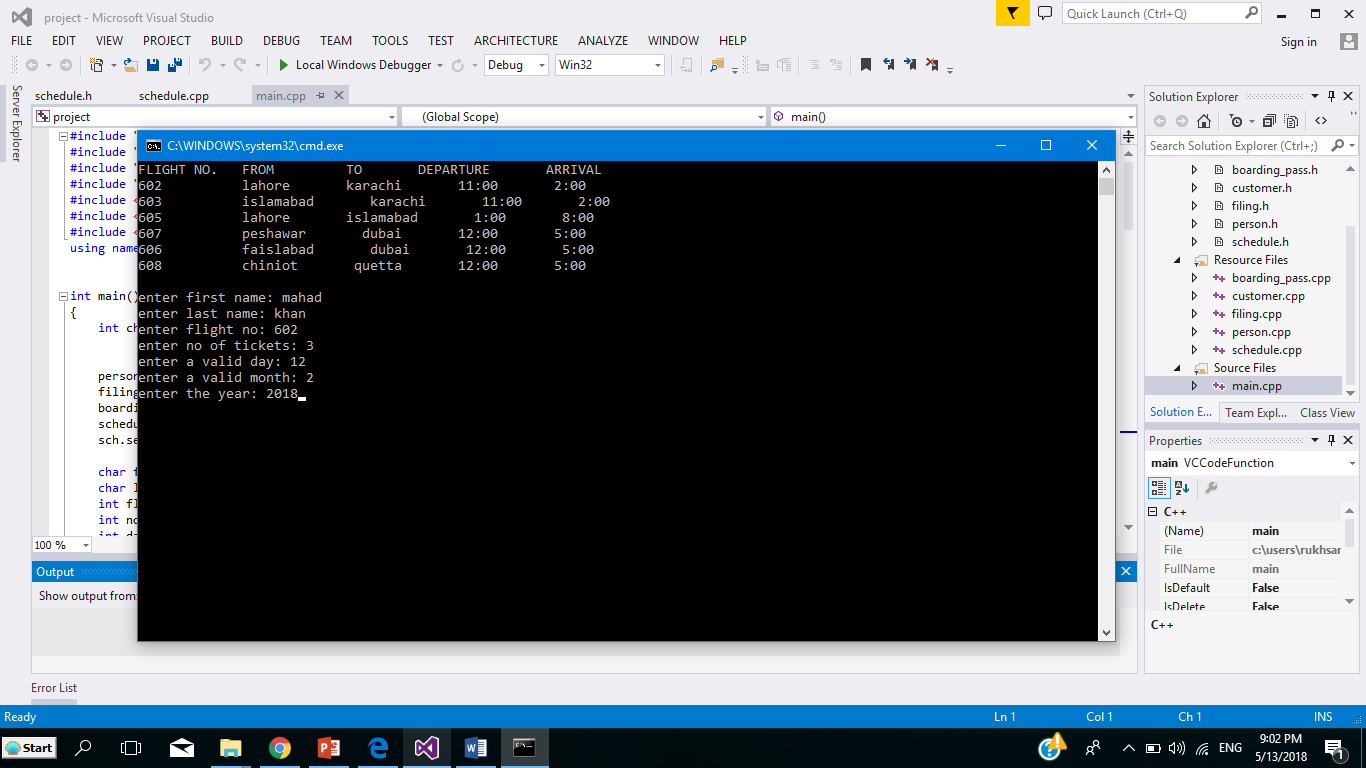 project - Microsoft Visual Studio
Quick Launch (Ctrl+Q)
FILE EDIT VIEW PROJECT BUILD DEBUG TEAM TOOLS TEST ARCHITECTURE ANALYZE WINDOW HELP
Sign in
Local Windows Debugger Debug Win32
Server Explorer
schedule.h schedule.cpp main.cpp
project (Global Scope) main()
#include "
#include "
#include "
#include "
#include <
#include <
#include <
using name
int main()
{
int ch
person
filing
boardi
schedu
sch.se
char f
char l
int fl
int no
int da
100 %
C:\WINDOWS\system32\cmd.exe
FLIGHT NO. FROM TO DEPARTURE ARRIVAL
602 lahore karachi 11:00 2:00
603 islamabad karachi 11:00 2:00
605 lahore islamabad 1:00 8:00
607 peshawar dubai 12:00 5:00
606 faislabad dubai 12:00 5:00
608 chiniot quetta 12:00 5:00
enter first name: mahad
enter last name: khan
enter flight no: 602
enter no of tickets: 3
enter a valid day: 12
enter a valid month: 2
enter the year: 2018
Output
Show output from:
Error List
Solution Explorer
Search Solution Explorer (Ctrl+;)
boarding_pass.h
customer.h
filing.h
person.h
schedule.h
Resource Files
boarding_pass.cpp
customer.cpp
filing.cpp
person.cpp
schedule.cpp
Source Files
main.cpp
Solution E... Team Expl... Class View
Properties
main VCCodeFunction
C++
(Name) main
File c:\users\rukhsar
FullName main
IsDefault False
IsDelete False
C++
Ready Ln 1 Col 1 Ch 1 INS
Start
ENG
9:02 PM
5/13/2018
1